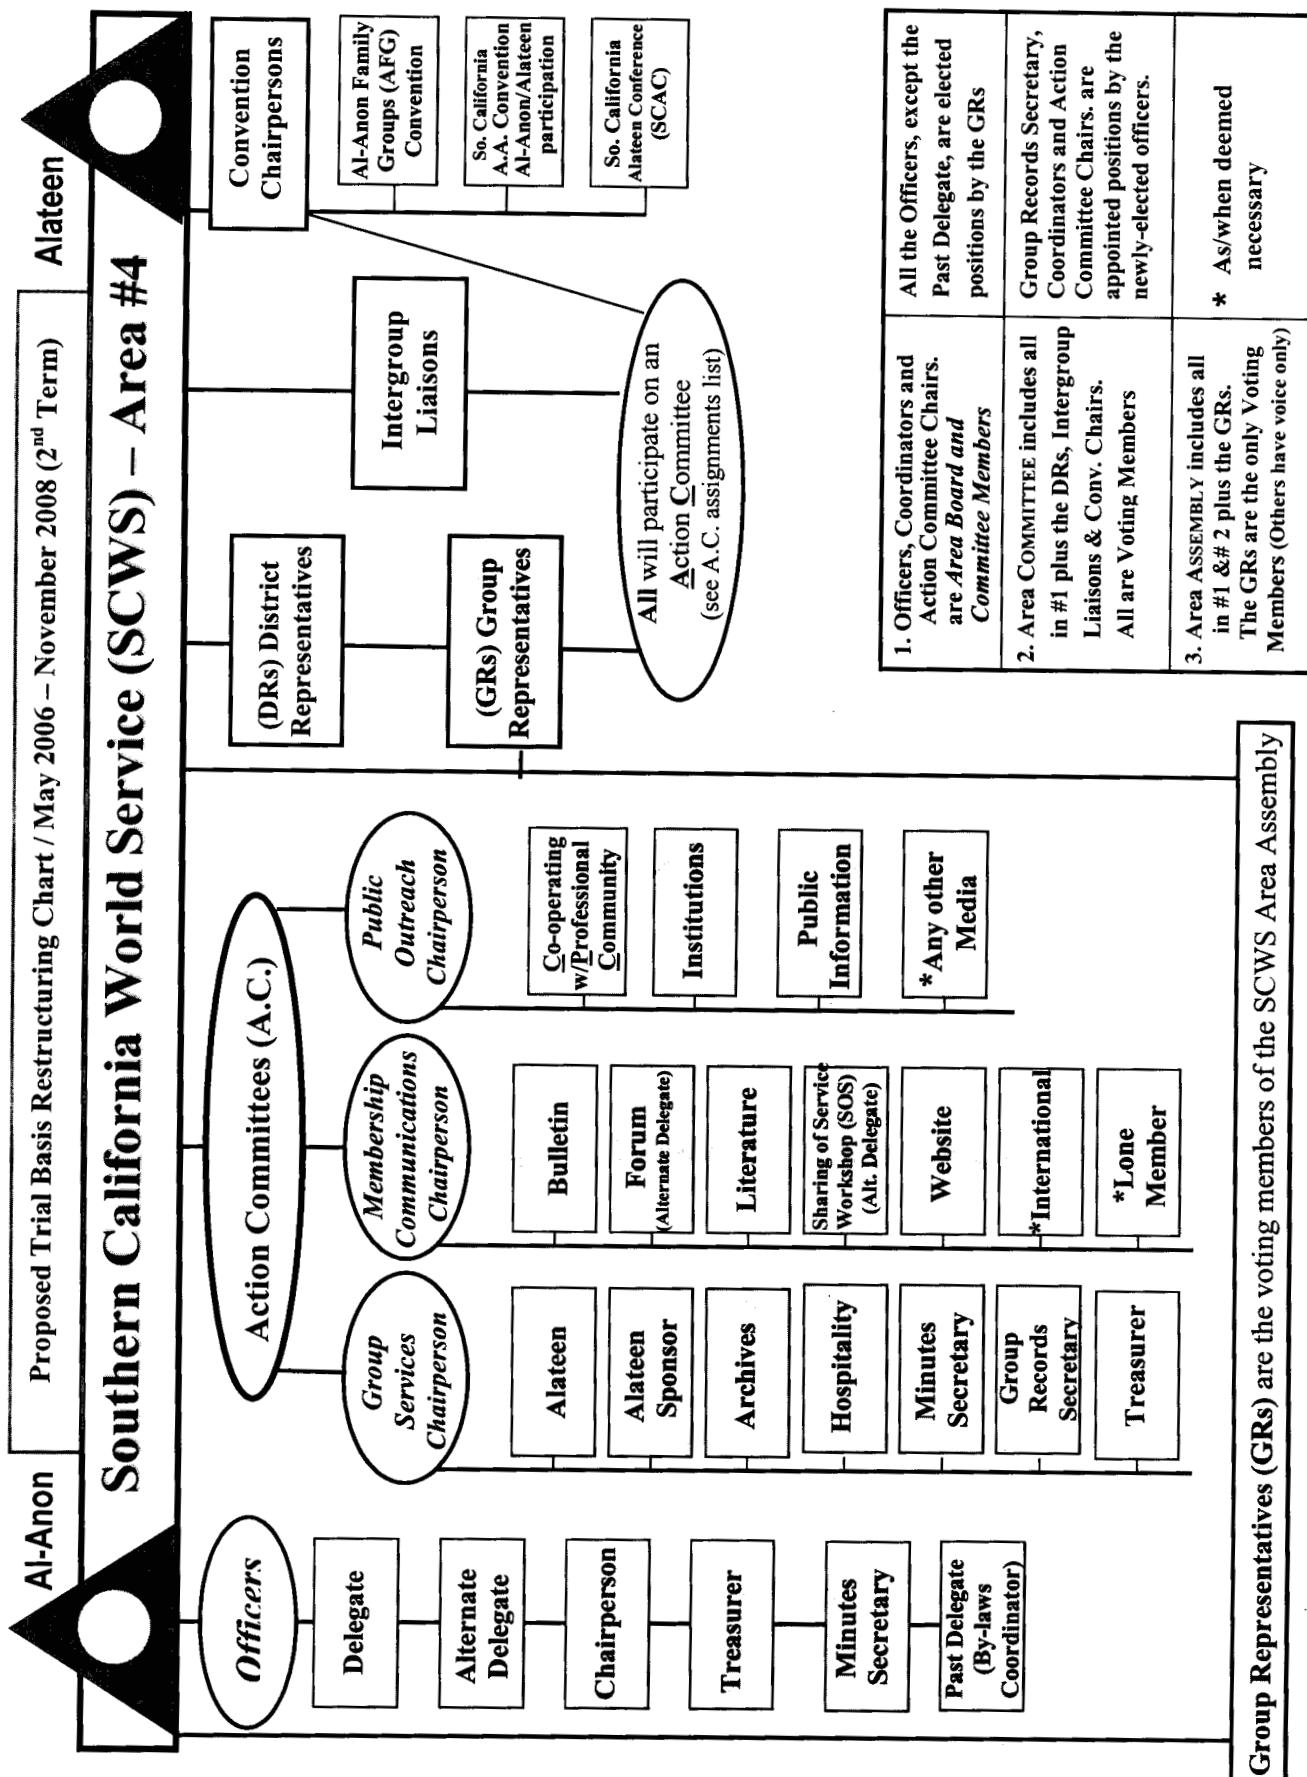 Al-Anon
Proposed Trial Basis Restructuring Chart / May 2006 – November 2008 (2nd Term)
Alateen
Southern California World Service (SCWS) – Area #4
Officers
Delegate
Alternate
Delegate
Chairperson
Treasurer
Minutes
Secretary
Past Delegate
(By-laws
Coordinator)
Action Committees (A.C.)
Group
Services
Chairperson
Alateen
Alateen
Sponsor
Archives
Hospitality
Minutes
Secretary
Group
Records
Secretary
Treasurer
Membership
Communications
Chairperson
Bulletin
Forum
(Alternate Delegate)
Literature
Sharing of Service
Workshop (SOS)
(Alt. Delegate)
Website
*International
*Lone
Member
Public
Outreach
Chairperson
Co-operating
w/Professional
Community
Institutions
Public
Information
*Any other
Media
(DRs) District
Representatives
(GRs) Group
Representatives
Intergroup
Liaisons
All will participate on an
Action Committee
(see A.C. assignments list)
Convention
Chairpersons
Al-Anon Family
Groups (AFG)
Convention
So. California
A.A. Convention
Al-Anon/Alateen
participation
So. California
Alateen Conference
(SCAC)
1. Officers, Coordinators and
Action Committee Chairs.
are Area Board and
Committee Members
All the Officers, except the
Past Delegate, are elected
positions by the GRs
2. Area COMMITTEE includes all
in #1 plus the DRs, Intergroup
Liaisons & Conv. Chairs.
All are Voting Members
Group Records Secretary,
Coordinators and Action
Committee Chairs. are
appointed positions by the
newly-elected officers.
3. Area ASSEMBLY includes all
in #1 &# 2 plus the GRs.
The GRs are the only Voting
Members (Others have voice only)
* As/when deemed
necessary
Group Representatives (GRs) are the voting members of the SCWS Area Assembly